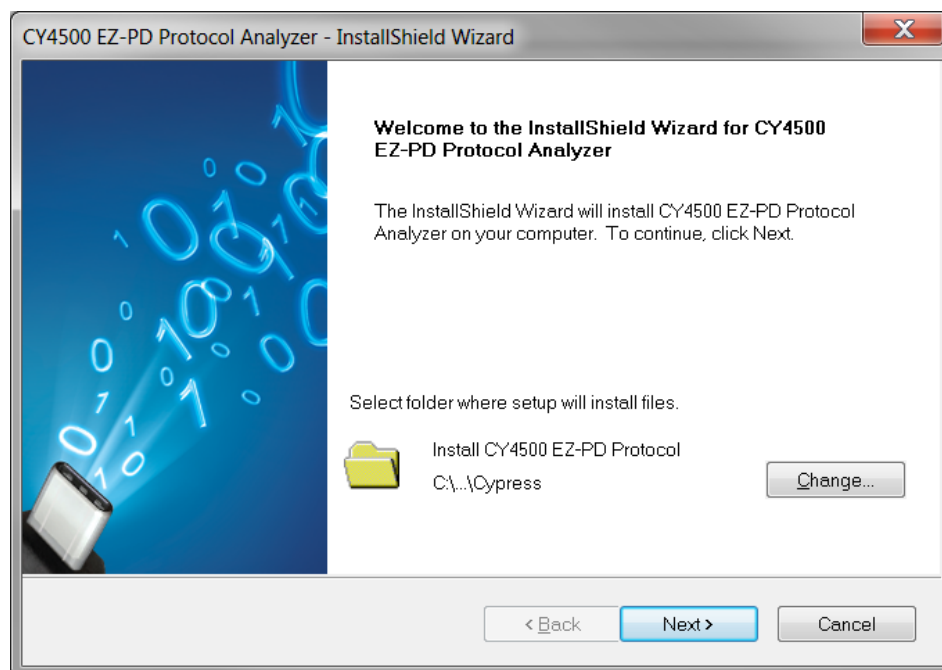 CY4500 EZ-PD Protocol Analyzer - InstallShield Wizard
Welcome to the InstallShield Wizard for CY4500
EZ-PD Protocol Analyzer
The InstallShield Wizard will install CY4500 EZ-PD Protocol
Analyzer on your computer. To continue, click Next.
Select folder where setup will install files.
Install CY4500 EZ-PD Protocol
C:\...\Cypress
Change...
< Back
Next >
Cancel